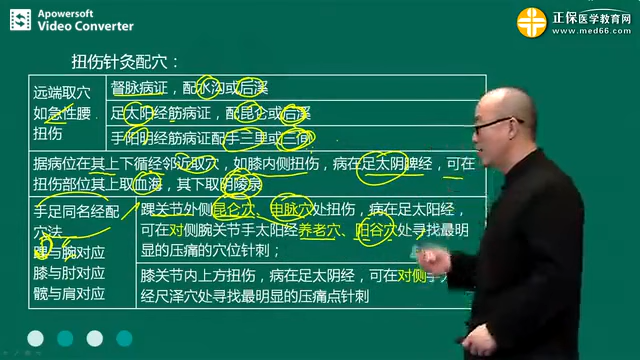 Apowersoft
Video Converter
正保医学教育网
www.med66.com
扭伤针灸配穴：
远端取穴
如急性腰
扭伤
督脉病证，配水沟或后溪
足太阳经筋病证，配昆仑或后溪
手阳明经筋病证配手三里或三间
据病位在其上下循经邻近取穴，如膝内侧扭伤，病在足太阴脾经，可在
扭伤部位其上取血海，其下取阴陵泉
手足同名经配
穴法
踝与腕对应
膝与肘对应
髋与肩对应
踝关节外侧昆仑穴、申脉穴处扭伤，病在足太阳经，
可在对侧腕关节手太阳经养老穴、阳谷穴处寻找最明
显的压痛的穴位针刺；
膝关节内上方扭伤，病在足太阴经，可在对侧手
经尺泽穴处寻找最明显的压痛点针刺